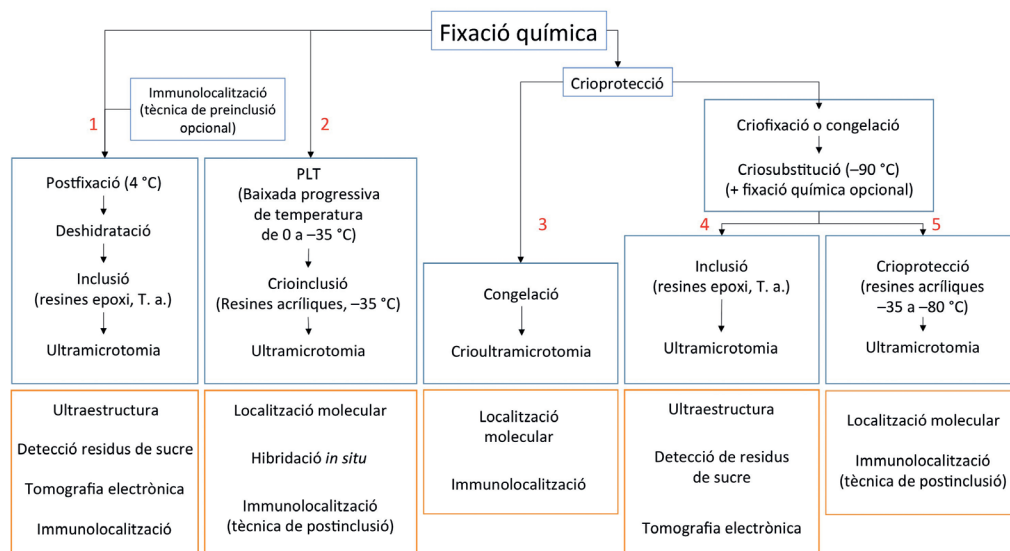 Fixació química
Immunolocalització
(tècnica de preinclusió
opcional)
1
2
Crioprotecció
Criofixació o congelació
Criosubstitució (–90 °C)
(+ fixació química opcional)
Postfixació (4 °C)
Deshidratació
Inclusió
(resines epoxi, T. a.)
Ultramicrotomia
PLT
(Baixada progressiva
de temperatura
de 0 a –35 °C)
Crioinclusió
(Resines acríliques, –35 °C)
Ultramicrotomia
3
Congelació
Crioultramicrotomia
4
Inclusió
(resines epoxi, T. a.)
Ultramicrotomia
5
Crioprotecció
(resines acríliques
–35 a –80 °C)
Ultramicrotomia
Ultraestructura
Detecció residus de sucre
Tomografia electrònica
Immunolocalització
Localització molecular
Hibridació in situ
Immunolocalització
(tècnica de postinclusió)
Localització
molecular
Immunolocalització
Ultraestructura
Detecció de residus
de sucre
Tomografia electrònica
Localització molecular
Immunolocalització
(tècnica de postinclusió)